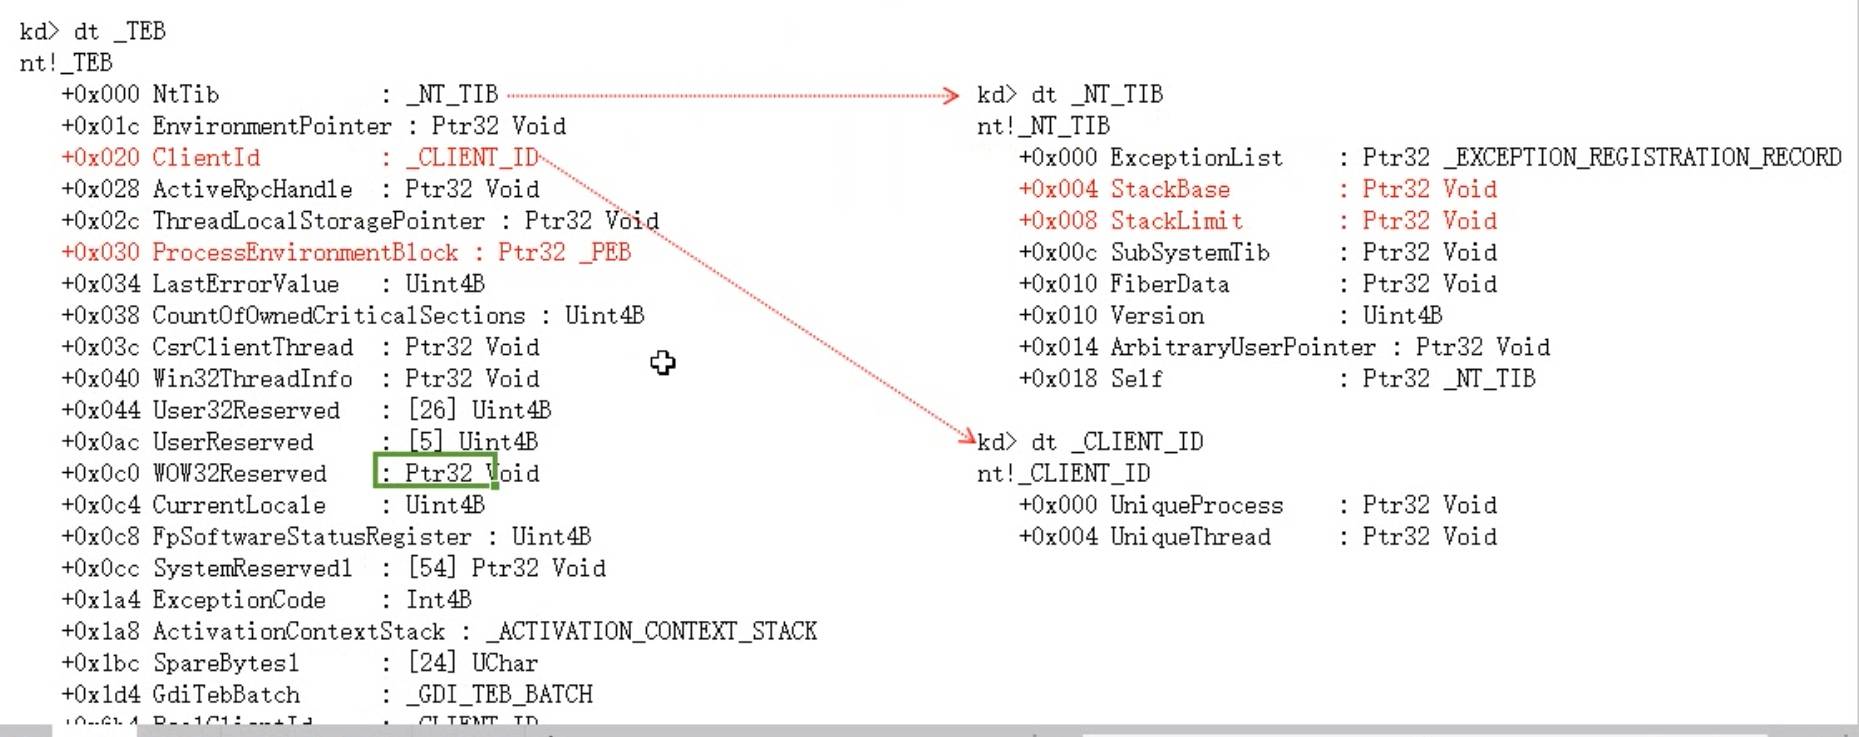 kd> dt _TEB
nt!_TEB
+0x000 NtTib : _NT_TIB
+0x01c EnvironmentPointer : Ptr32 Void
+0x020 ClientId : _CLIENT_ID
+0x028 ActiveRpcHandle : Ptr32 Void
+0x02c ThreadLocalStoragePointer : Ptr32 Void
+0x030 ProcessEnvironmentBlock : Ptr32 _PEB
+0x034 LastErrorValue : Uint4B
+0x038 CountOfOwnedCriticalSections : Uint4B
+0x03c CsrClientThread : Ptr32 Void
+0x040 Win32ThreadInfo : Ptr32 Void
+0x044 User32Reserved : [26] Uint4B
+0x0ac UserReserved : [5] Uint4B
+0x0c0 WOW32Reserved : Ptr32 Void
+0x0c4 CurrentLocale : Uint4B
+0x0c8 FpSoftwareStatusRegister : Uint4B
+0x0cc SystemReserved1 : [54] Ptr32 Void
+0x1a4 ExceptionCode : Int4B
+0x1a8 ActivationContextStack : _ACTIVATION_CONTEXT_STACK
+0x1bc SpareBytes1 : [24] UChar
+0x1d4 GdiTebBatch : _GDI_TEB_BATCH
kd> dt _NT_TIB
nt!_NT_TIB
+0x000 ExceptionList : Ptr32 _EXCEPTION_REGISTRATION_RECORD
+0x004 StackBase : Ptr32 Void
+0x008 StackLimit : Ptr32 Void
+0x00c SubSystemTib : Ptr32 Void
+0x010 FiberData : Ptr32 Void
+0x010 Version : Uint4B
+0x014 ArbitraryUserPointer : Ptr32 Void
+0x018 Self : Ptr32 _NT_TIB
kd> dt _CLIENT_ID
nt!_CLIENT_ID
+0x000 UniqueProcess : Ptr32 Void
+0x004 UniqueThread : Ptr32 Void